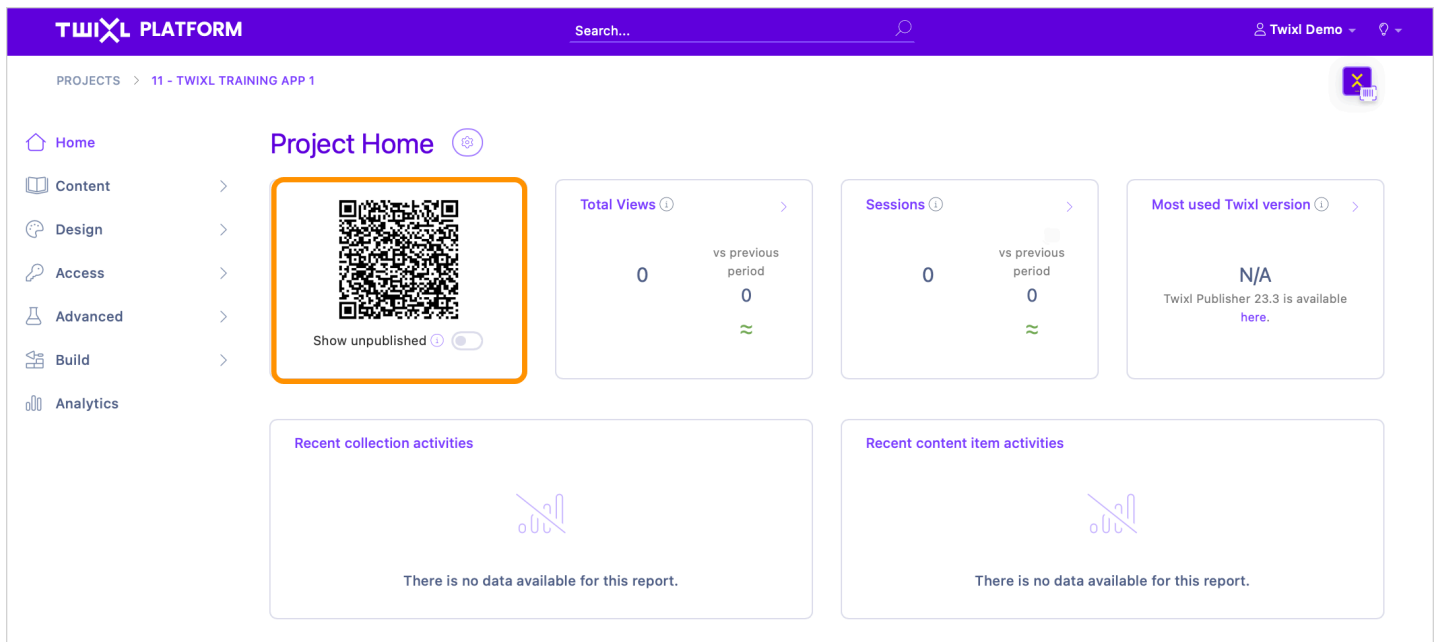 TWIXL PLATFORM
Search...
Twixl Demo
PROJECTS > 11 - TWIXL TRAINING APP 1
Home
Content
Design
Access
Advanced
Build
Analytics
Project Home
Show unpublished
Total Views
0
vs previous
period
0
≈
Sessions
0
vs previous
period
0
≈
Most used Twixl version
N/A
Twixl Publisher 23.3 is available
here.
Recent collection activities
There is no data available for this report.
Recent content item activities
There is no data available for this report.